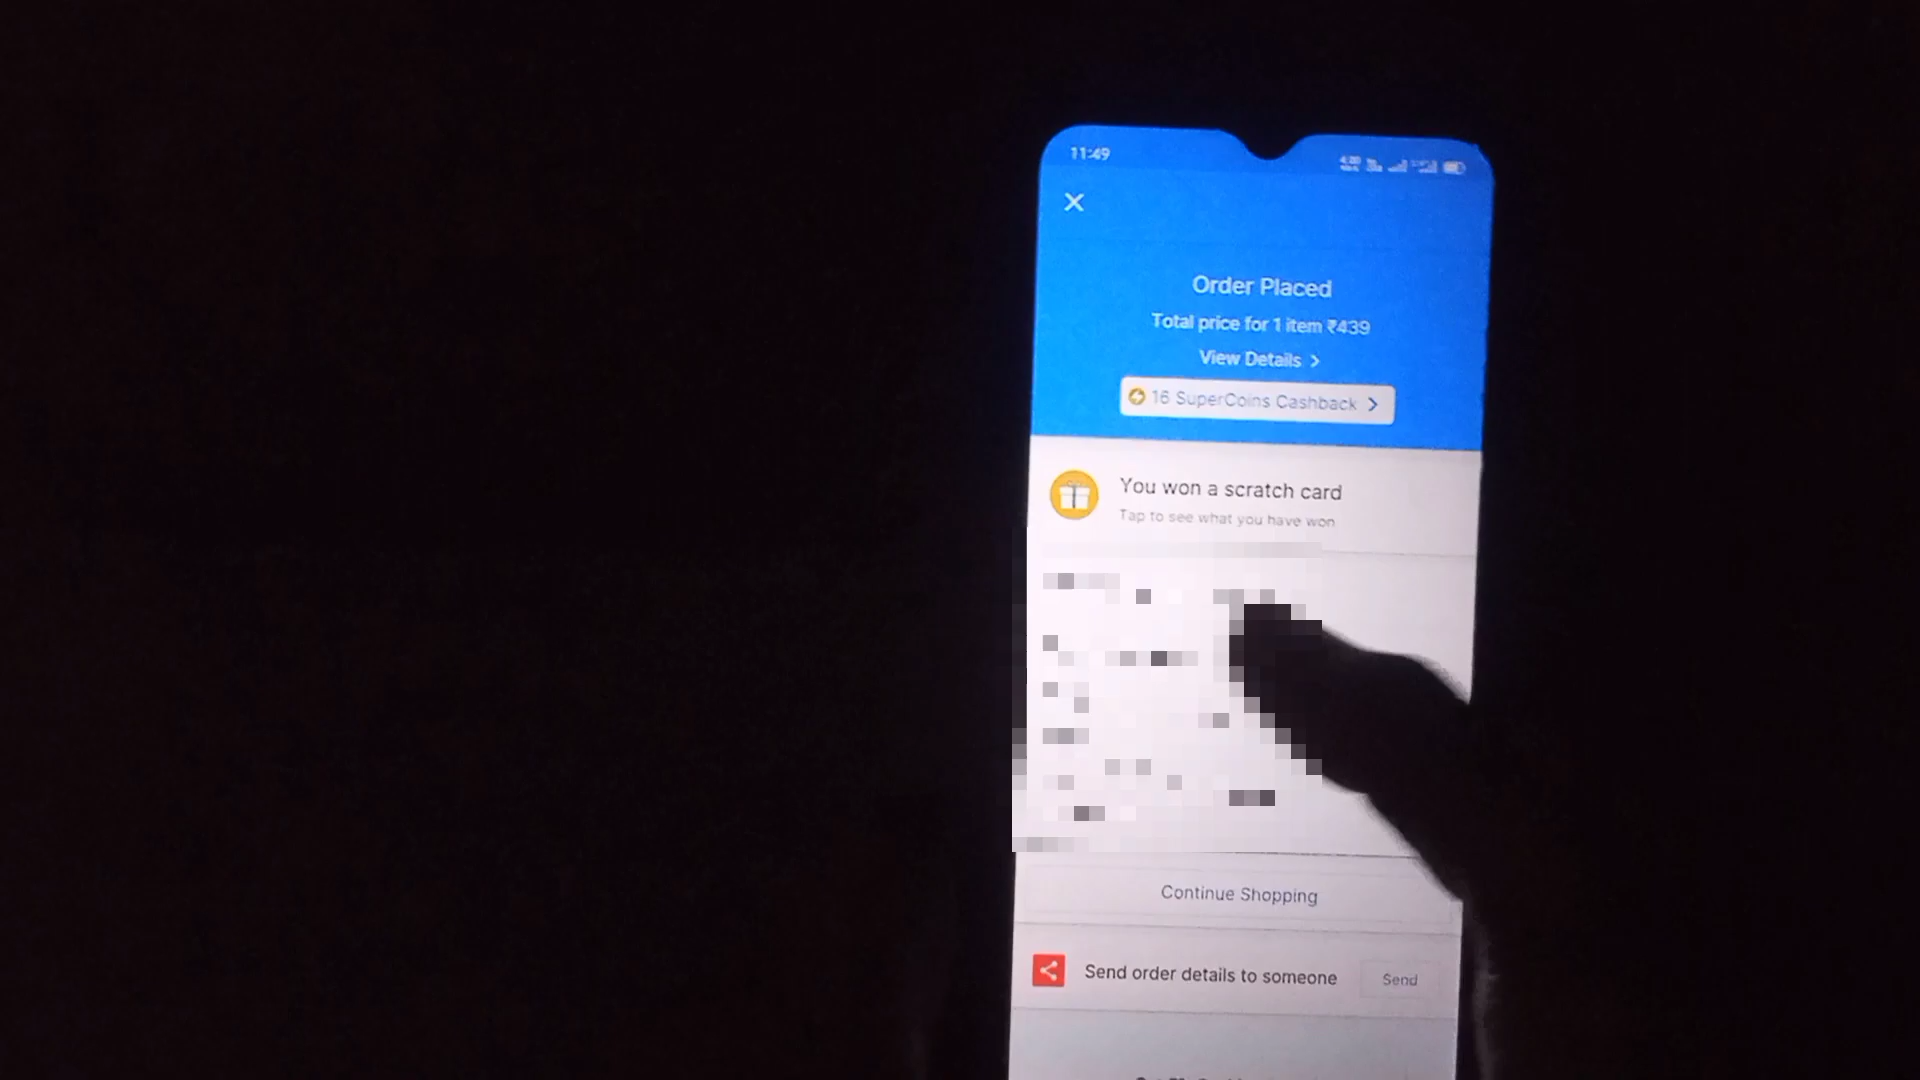 11:49
Order Placed
Total price for 1 item ₹439
View Details
16 SuperCoins Cashback
You won a scratch card
Tap to see what you have won
Continue Shopping
Send order details to someone
Send